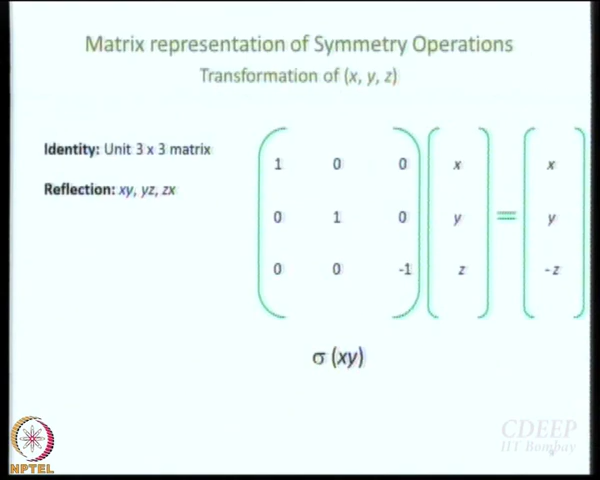 Matrix representation of Symmetry Operations
Transformation of (x, y, z)
Identity: Unit 3 x 3 matrix
Reflection: xy, yz, zx
1 0 0 x x
0 1 0 y = y
0 0 -1 z -z
σ (xy)
CDEEP
IIT Bombay
NPTEL